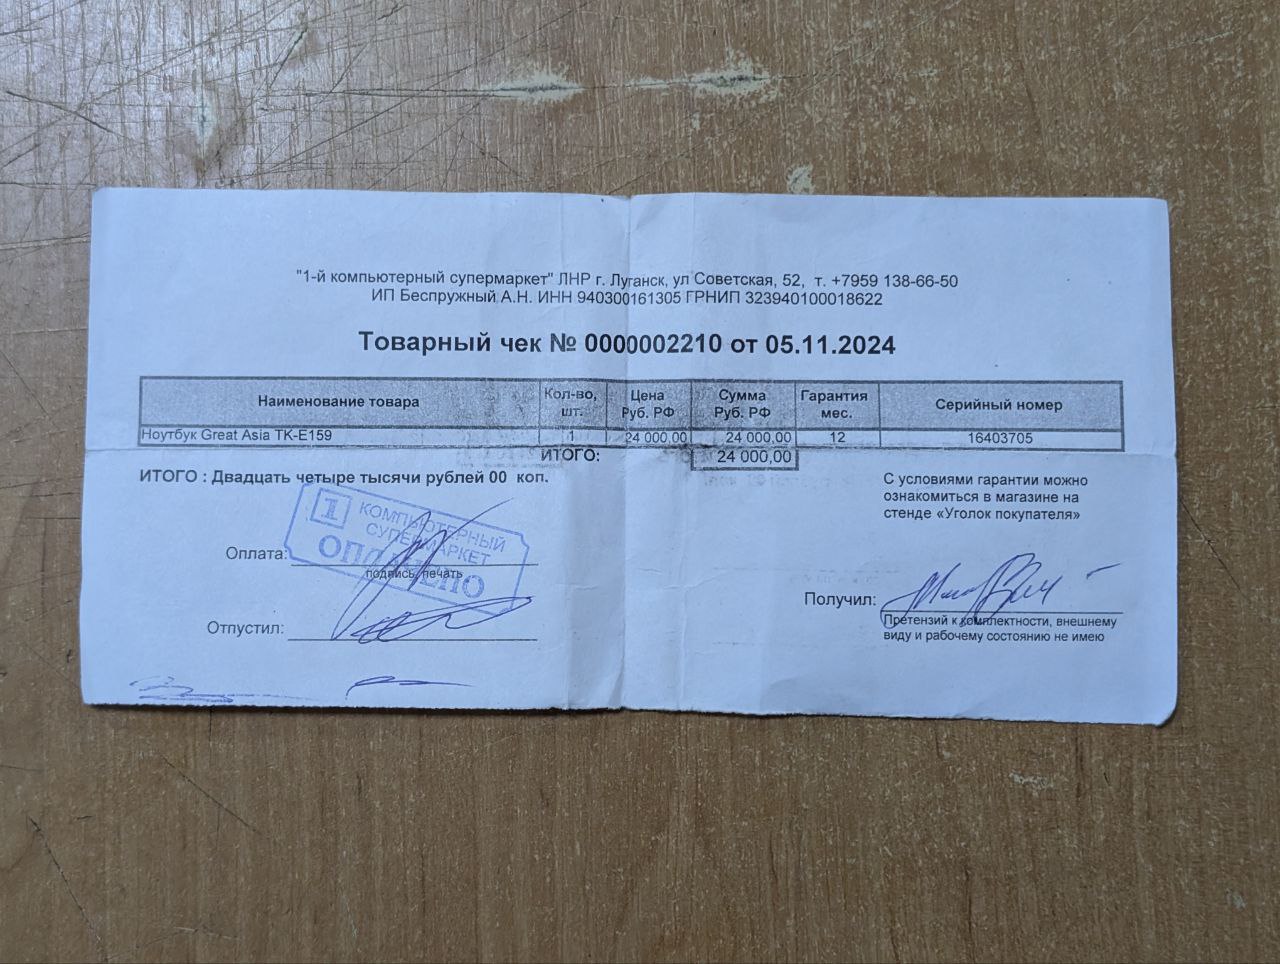 "1-й компьютерный супермаркет" ЛНР г. Луганск, ул Советская, 52, т. +7959 138-66-50
ИП Беспружный А.Н. ИНН 940300161305 ГРНИП 323940100018622
Товарный чек № 0000002210 от 05.11.2024
Наименование товара Кол-во, шт. Цена Руб. РФ Сумма Руб. РФ Гарантия мес. Серийный номер
Ноутбук Great Asia TK-E159 1 24 000,00 24 000,00 12 16403705
ИТОГО: 24 000,00
ИТОГО : Двадцать четыре тысячи рублей 00 коп.
С условиями гарантии можно
ознакомиться в магазине на
стенде «Уголок покупателя»
1 КОМПЬЮТЕРНЫЙ
СУПЕРМАРКЕТ
ОПЛАЧЕНО
Оплата:
подпись, печать
Отпустил:
Получил:
Претензий к комплектности, внешнему
виду и рабочему состоянию не имею